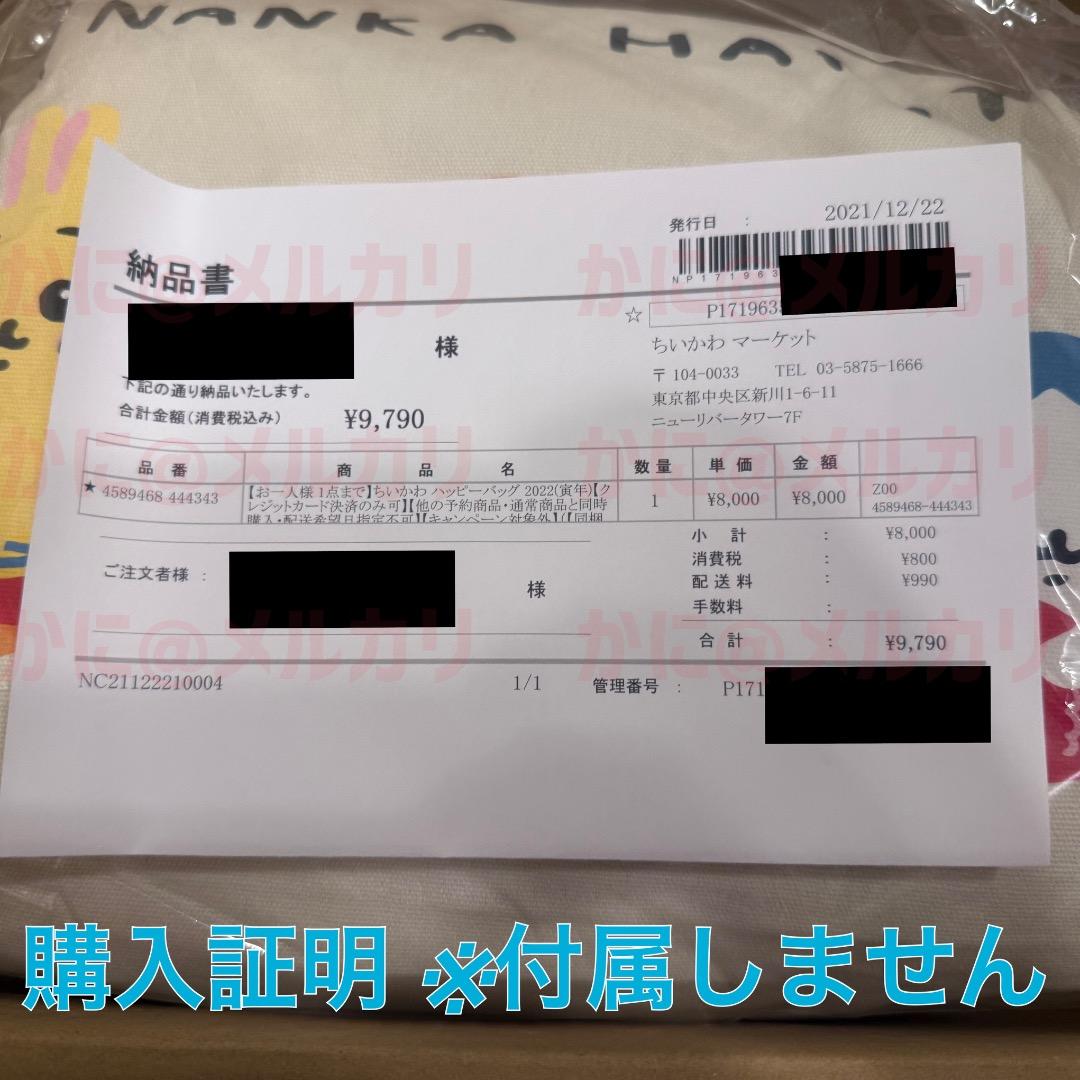 NANKA HA
発行日 : 2021/12/22
NP171963
納品書
☆ P171963
様
ちいかわ マーケット
〒 104-0033 TEL 03-5875-1666
下記の通り納品いたします。
東京都中央区新川1-6-11
合計金額(消費税込み) ¥9,790
ニューリバータワー7F
品番 商品名 数量 単価 金額
★ 4589468 444343 【お一人様 1点まで】ちいかわ ハッピーバッグ 2022(寅年)【ク 1 ¥8,000 ¥8,000 Z00
レジットカード決済のみ可】【他の予約商品・通常商品と同時 4589468-444343
購入・配送希望日指定不可】【キャンペーン対象外】(【同梱
小計 : ¥8,000
消費税 : ¥800
ご注文者様 : 様
配送料 : ¥990
手数料 :
合計 : ¥9,790
NC21122210004 1/1 管理番号 : P171
かに@メルカリ かに@メルカリ
かに@メルカリ かに@メルカリ
かに@メルカリ かに@メルカリ
購入証明 ※付属しません